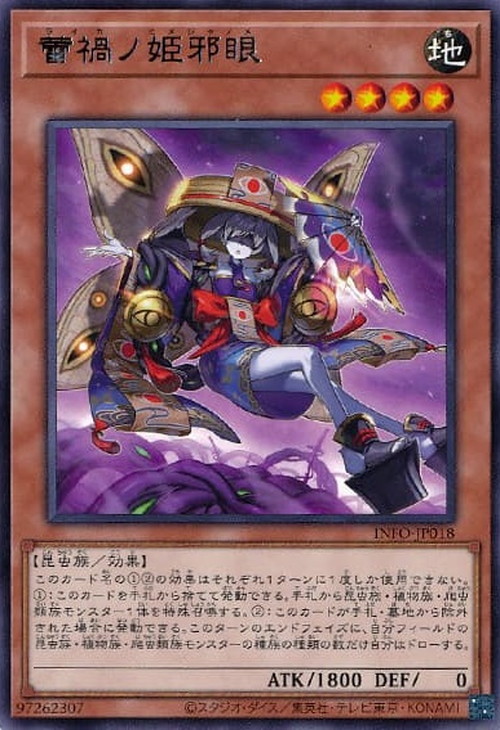 蕾禍ノ姫邪眼
地
INFO-JP018
【昆虫族／効果】
このカード名の①②の効果はそれぞれ1ターンに1度しか使用できない。
①：このカードを手札から捨てて発動できる。手札から昆虫族・植物族・爬虫
類族モンスター1体を特殊召喚する。②：このカードが手札・墓地から除外
された場合に発動できる。このターンのエンドフェイズに、自分フィールドの
昆虫族・植物族・爬虫類族モンスターの種族の種類の数だけ自分はドローする。
ATK/1800 DEF/ 0
97262307 ©スタジオ・ダイス／集英社・テレビ東京・KONAMI